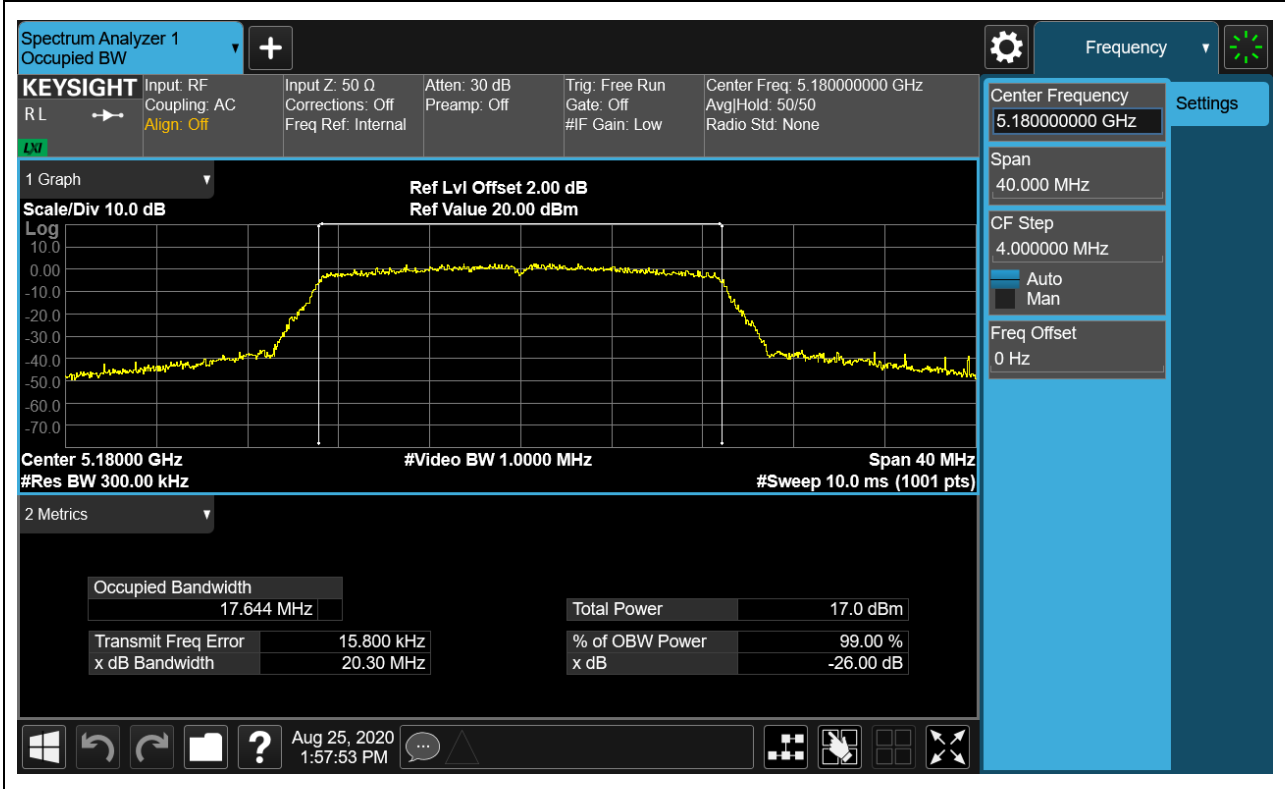 Spectrum Analyzer 1
Occupied BW
▼
+
Frequency
▼
KEYSIGHT
RL
LXI
Input: RF
Coupling: AC
Align: Off
Input Z: 50 Ω
Corrections: Off
Freq Ref: Internal
Atten: 30 dB
Preamp: Off
Trig: Free Run
Gate: Off
#IF Gain: Low
Center Freq: 5.180000000 GHz
Avg|Hold: 50/50
Radio Std: None
Center Frequency
5.180000000 GHz
Settings
Span
40.000 MHz
CF Step
4.000000 MHz
Auto
Man
Freq Offset
0 Hz
1 Graph
▼
Scale/Div 10.0 dB
Ref Lvl Offset 2.00 dB
Ref Value 20.00 dBm
Log
10.0
0.00
-10.0
-20.0
-30.0
-40.0
-50.0
-60.0
-70.0
Center 5.18000 GHz
#Video BW 1.0000 MHz
Span 40 MHz
#Res BW 300.00 kHz
#Sweep 10.0 ms (1001 pts)
2 Metrics
▼
Occupied Bandwidth
17.644 MHz
Total Power 17.0 dBm
Transmit Freq Error 15.800 kHz
% of OBW Power 99.00 %
x dB Bandwidth 20.30 MHz
x dB -26.00 dB
?
Aug 25, 2020
1:57:53 PM